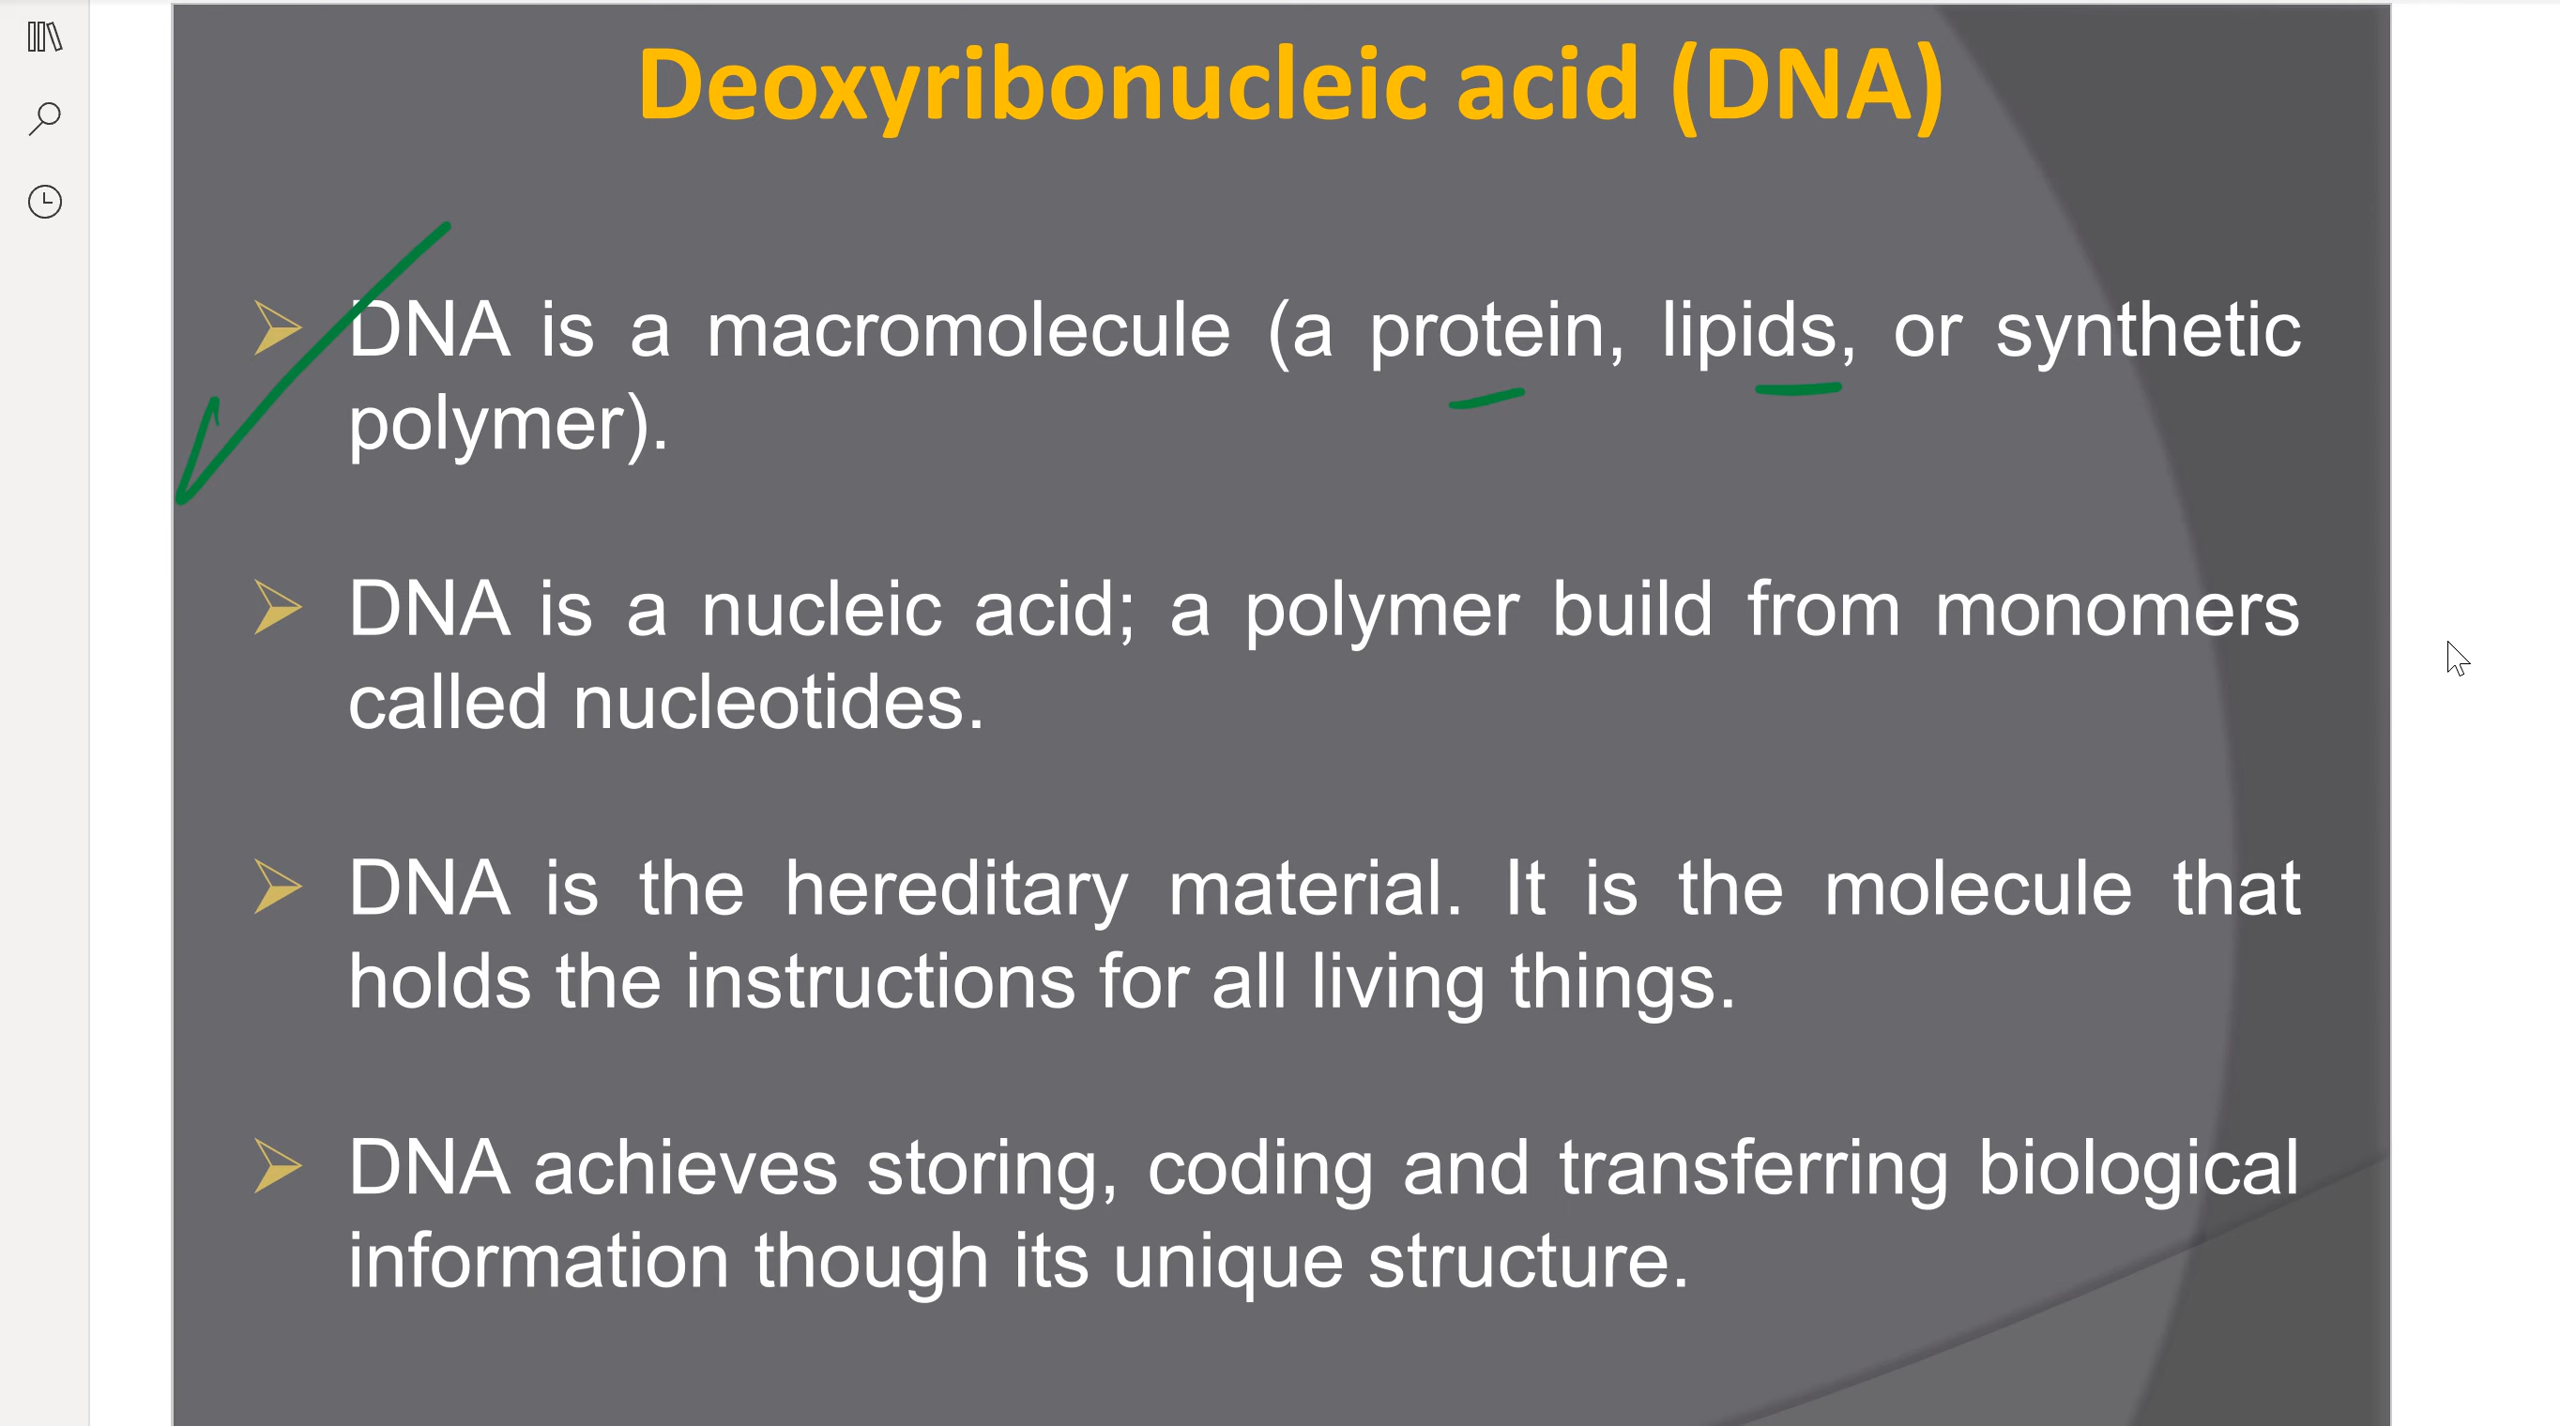 Deoxyribonucleic acid (DNA)
DNA is a macromolecule (a protein, lipids, or synthetic
polymer).
DNA is a nucleic acid; a polymer build from monomers
called nucleotides.
DNA is the hereditary material. It is the molecule that
holds the instructions for all living things.
DNA achieves storing, coding and transferring biological
information though its unique structure.